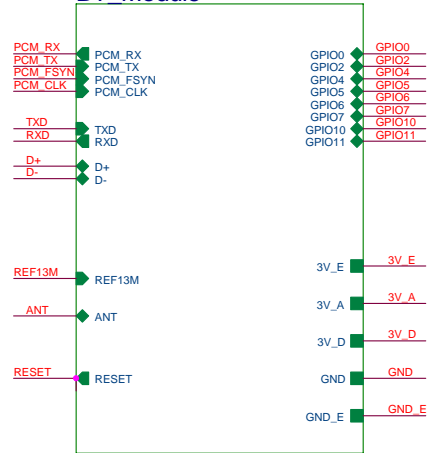 BT_Module
PCM_RX PCM_RX GPIO0 GPIO0
PCM_TX PCM_TX GPIO2 GPIO2
PCM_FSYN PCM_FSYN GPIO4 GPIO4
PCM_CLK PCM_CLK GPIO5 GPIO5
GPIO6 GPIO6
GPIO7 GPIO7
TXD TXD GPIO10 GPIO10
RXD RXD GPIO11 GPIO11
D+ D+
D- D-
3V_E 3V_E
REF13M REF13M
3V_A 3V_A
ANT ANT
3V_D 3V_D
RESET RESET GND GND
GND_E GND_E